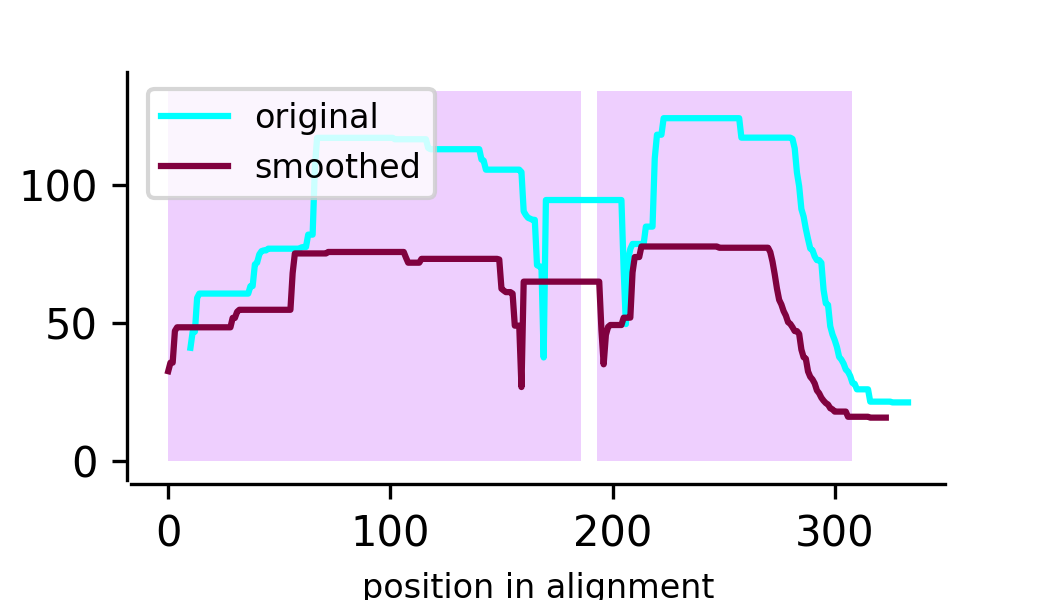 original
smoothed
100
50
0
0 100 200 300
position in alignment